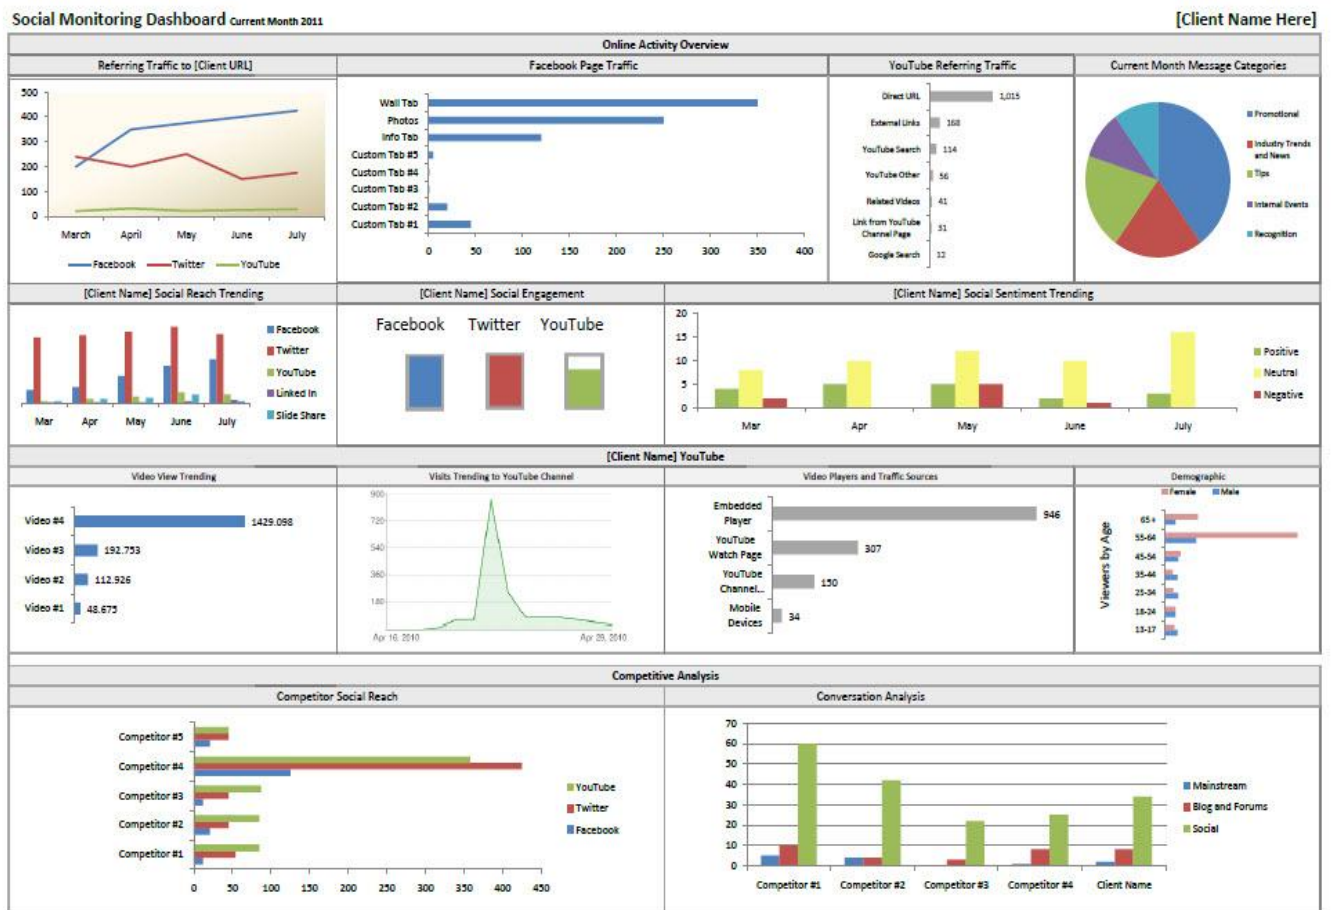 Social Monitoring Dashboard Current Month 2011
[Client Name Here]
Online Activity Overview
Referring Traffic to [Client URL]
500
400
300
200
100
0
March April May June July
Facebook Twitter YouTube
Facebook Page Traffic
Wall Tab
Photos
Info Tab
Custom Tab #5
Custom Tab #4
Custom Tab #3
Custom Tab #2
Custom Tab #1
0 50 100 150 200 250 300 350 400
YouTube Referring Traffic
Direct URL 1,015
External Links 168
YouTube Search 114
YouTube Other 56
Related Videos 41
Link from YouTube
Channel Page 31
Google Search 12
Current Month Message Categories
Promotional
Industry Trends
and News
Tips
Internal Events
Recognition
[Client Name] Social Reach Trending
Facebook
Twitter
YouTube
Linked In
Slide Share
Mar Apr May June July
[Client Name] Social Engagement
Facebook Twitter YouTube
[Client Name] Social Sentiment Trending
20
15
10
5
0
Mar Apr May June July
Positive
Neutral
Negative
[Client Name] YouTube
Video View Trending
Video #4 1429.098
Video #3 192.753
Video #2 112.926
Video #1 48.675
Visits Trending to YouTube Channel
900
720
540
360
180
Apr 16, 2010 Apr 29, 2010
Video Players and Traffic Sources
Embedded
Player 946
YouTube
Watch Page 307
YouTube
Channel... 150
Mobile
Devices 34
Demographic
Female Male
Viewers by Age
65+
55-64
45-54
35-44
25-34
18-24
13-17
Competitive Analysis
Competitor Social Reach
Competitor #5
Competitor #4
Competitor #3
Competitor #2
Competitor #1
0 50 100 150 200 250 300 350 400 450
YouTube
Twitter
Facebook
Conversation Analysis
70
60
50
40
30
20
10
0
Competitor #1 Competitor #2 Competitor #3 Competitor #4 Client Name
Mainstream
Blog and Forums
Social